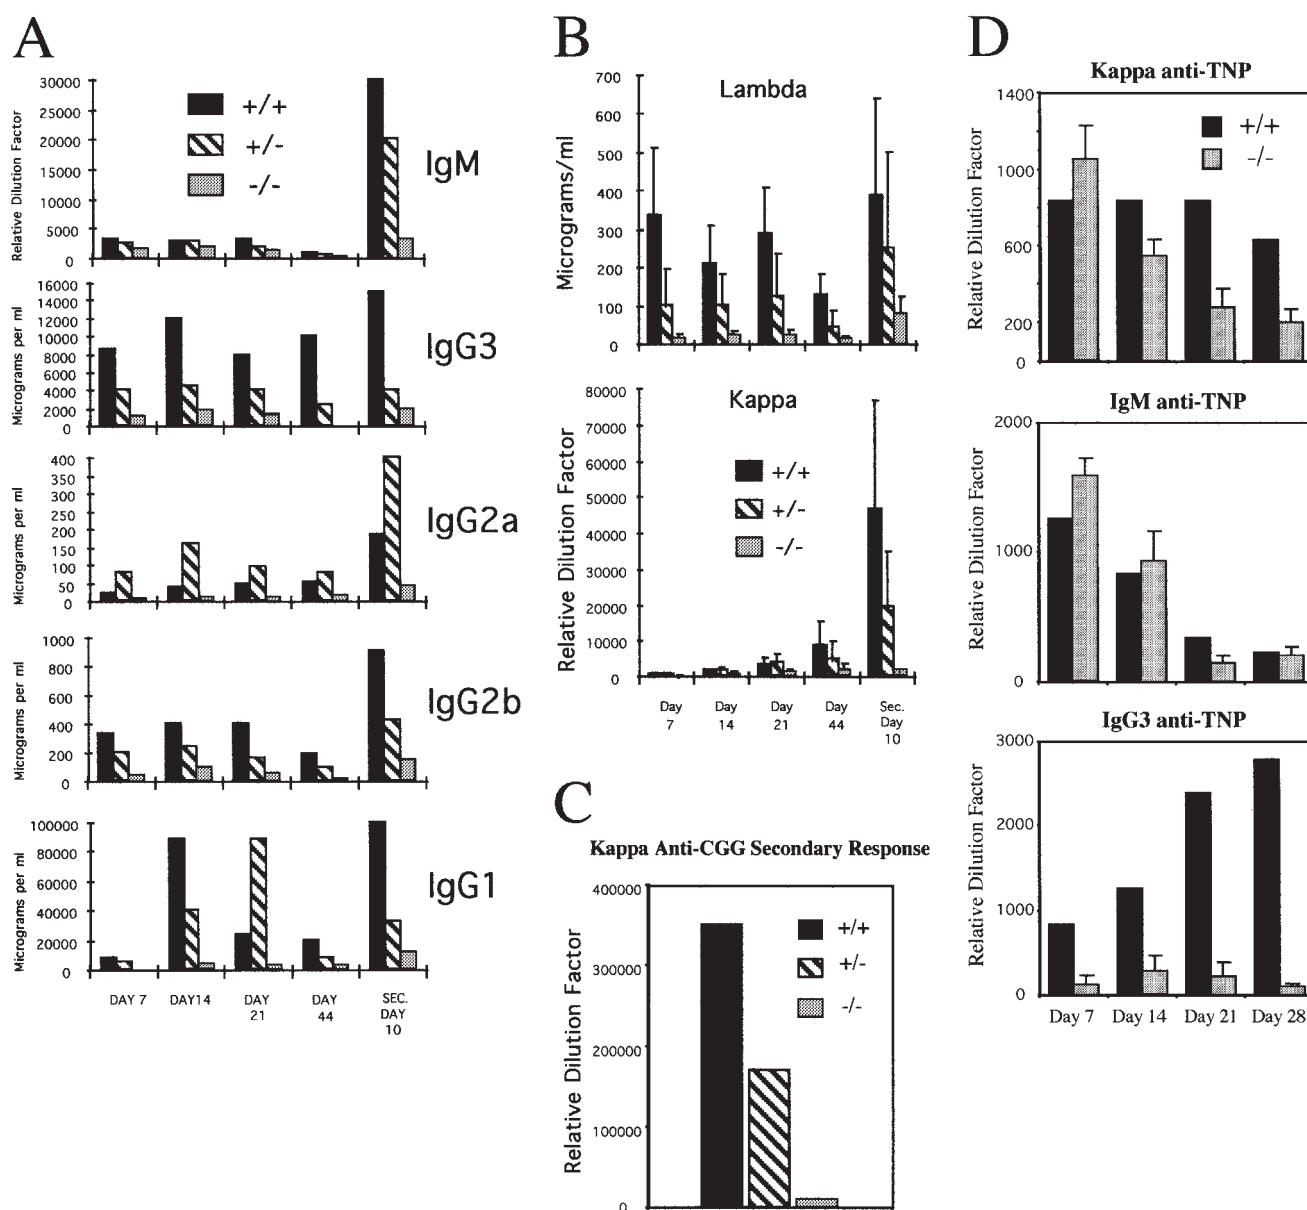 A
30000
25000
20000
15000
10000
5000
0
Relative Dilution Factor
+/+
+/-
-/-
IgM
16000
14000
12000
10000
8000
6000
4000
2000
0
Micrograms per ml
IgG3
400
350
300
250
200
150
100
50
0
Micrograms per ml
IgG2a
1000
800
600
400
200
0
Micrograms per ml
IgG2b
100000
80000
60000
40000
20000
0
Micrograms per ml
IgG1
DAY 7
DAY14
DAY
21
DAY
44
SEC.
DAY
10
B
Lambda
700
600
500
400
300
200
100
0
Micrograms/ml
Kappa
80000
70000
60000
50000
40000
30000
20000
10000
0
Relative Dilution Factor
+/+
+/-
-/-
Day
7
Day
14
Day
21
Day
44
Sec.
Day
10
C
Kappa Anti-CGG Secondary Response
400000
300000
200000
100000
0
Relative Dilution Factor
+/+
+/-
-/-
D
Kappa anti-TNP
1400
1000
600
200
0
Relative Dilution Factor
+/+
-/-
IgM anti-TNP
2000
1000
0
Relative Dilution Factor
IgG3 anti-TNP
3000
2000
1000
0
Relative Dilution Factor
Day 7
Day 14
Day 21
Day 28